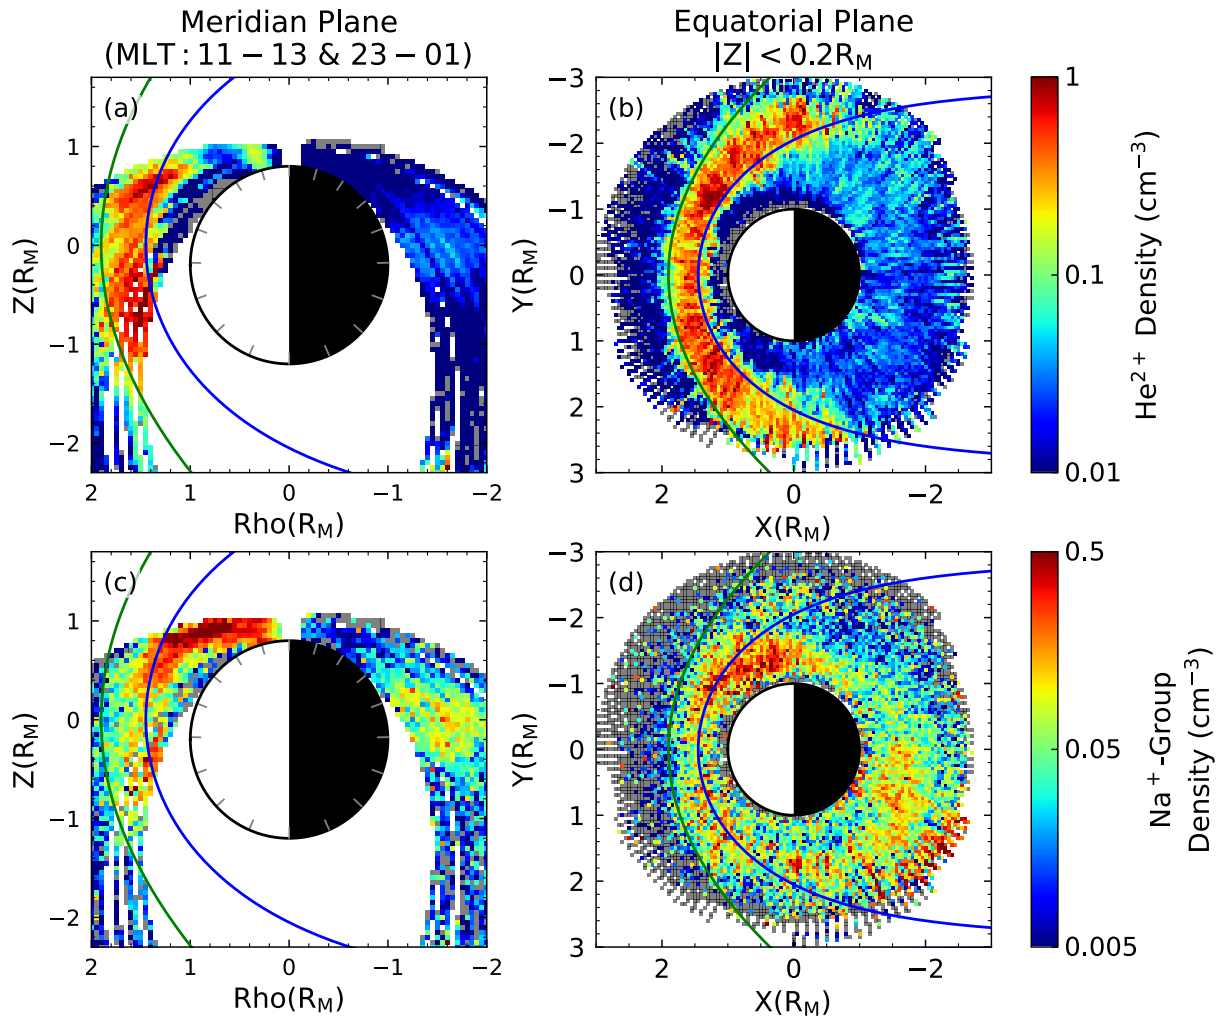 Meridian Plane
(MLT : 11 − 13 & 23 − 01)
Equatorial Plane
|Z| < 0.2R_M
(a)
1
0
−1
−2
Z(R_M)
2
1
0
−1
−2
Rho(R_M)
(b)
−3
−2
−1
0
1
2
3
Y(R_M)
2
0
−2
X(R_M)
1
0.1
0.01
He²⁺ Density (cm⁻³)
(c)
1
0
−1
−2
Z(R_M)
2
1
0
−1
−2
Rho(R_M)
(d)
−3
−2
−1
0
1
2
3
Y(R_M)
2
0
−2
X(R_M)
0.5
0.05
0.005
Na⁺-Group
Density (cm⁻³)